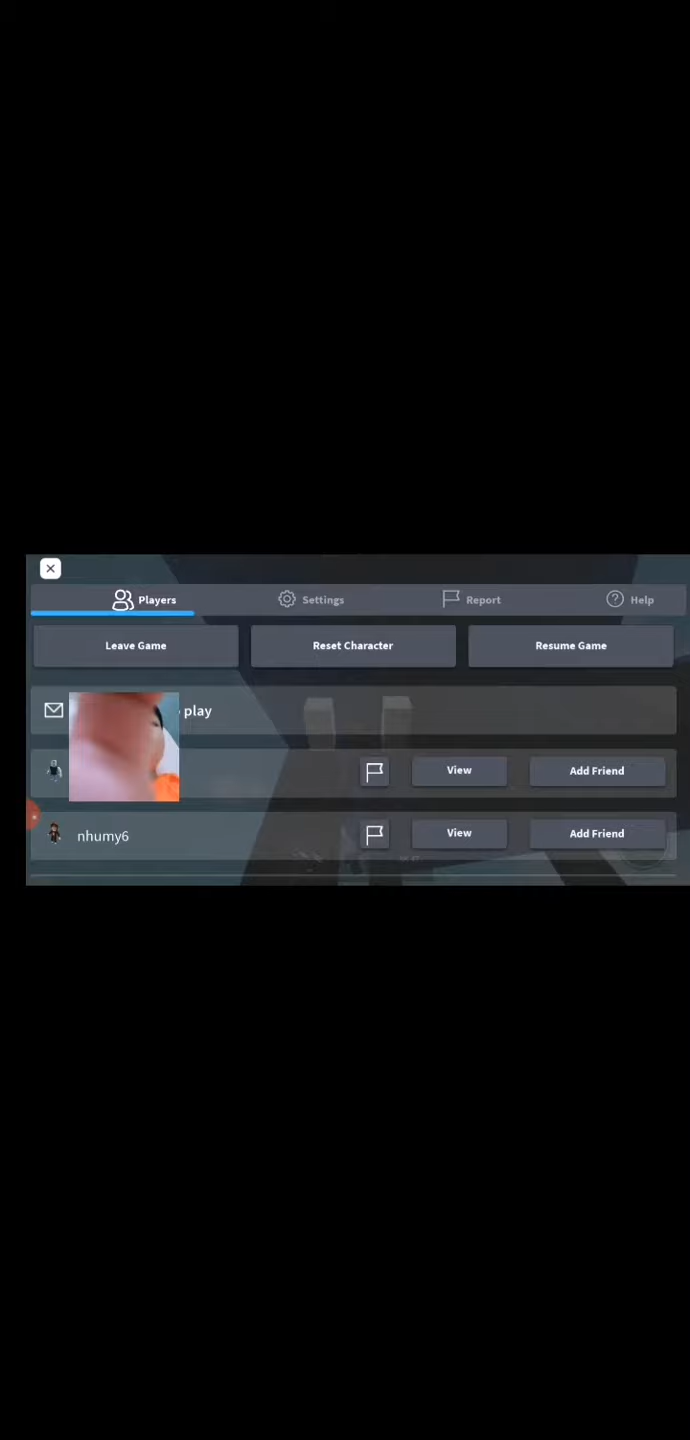 Players
Settings
Report
Help
Leave Game
Reset Character
Resume Game
play
View
Add Friend
nhumy6
View
Add Friend